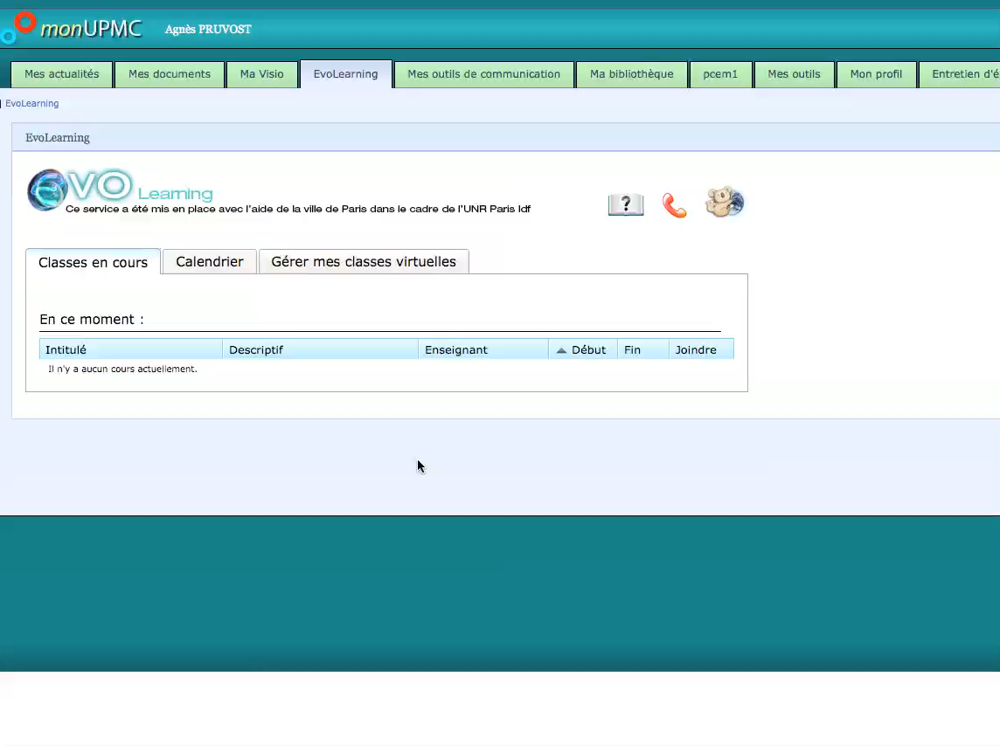 monUPMC Agnès PRUVOST
Mes actualités Mes documents Ma Visio EvoLearning Mes outils de communication Ma bibliothèque pcem1 Mes outils Mon profil Entretien d'é
EvoLearning
EvoLearning
EVO Learning
Ce service a été mis en place avec l'aide de la ville de Paris dans le cadre de l'UNR Paris Idf
?
Classes en cours Calendrier Gérer mes classes virtuelles
En ce moment :
Intitulé Descriptif Enseignant Début Fin Joindre
Il n'y a aucun cours actuellement.